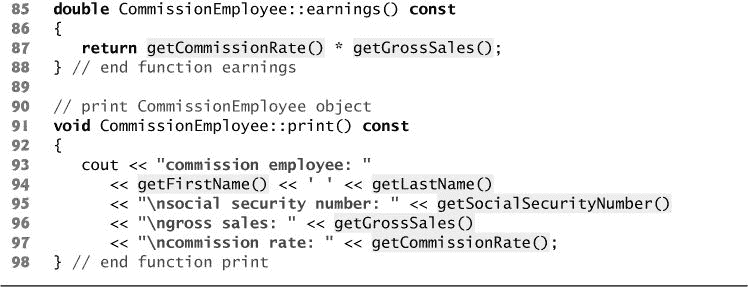 85 double CommissionEmployee::earnings() const
86 {
87    return getCommissionRate() * getGrossSales();
88 } // end function earnings
89
90 // print CommissionEmployee object
91 void CommissionEmployee::print() const
92 {
93    cout << "commission employee: "
94       << getFirstName() << ' ' << getLastName()
95       << "\nsocial security number: " << getSocialSecurityNumber()
96       << "\ngross sales: " << getGrossSales()
97       << "\ncommission rate: " << getCommissionRate();
98 } // end function print